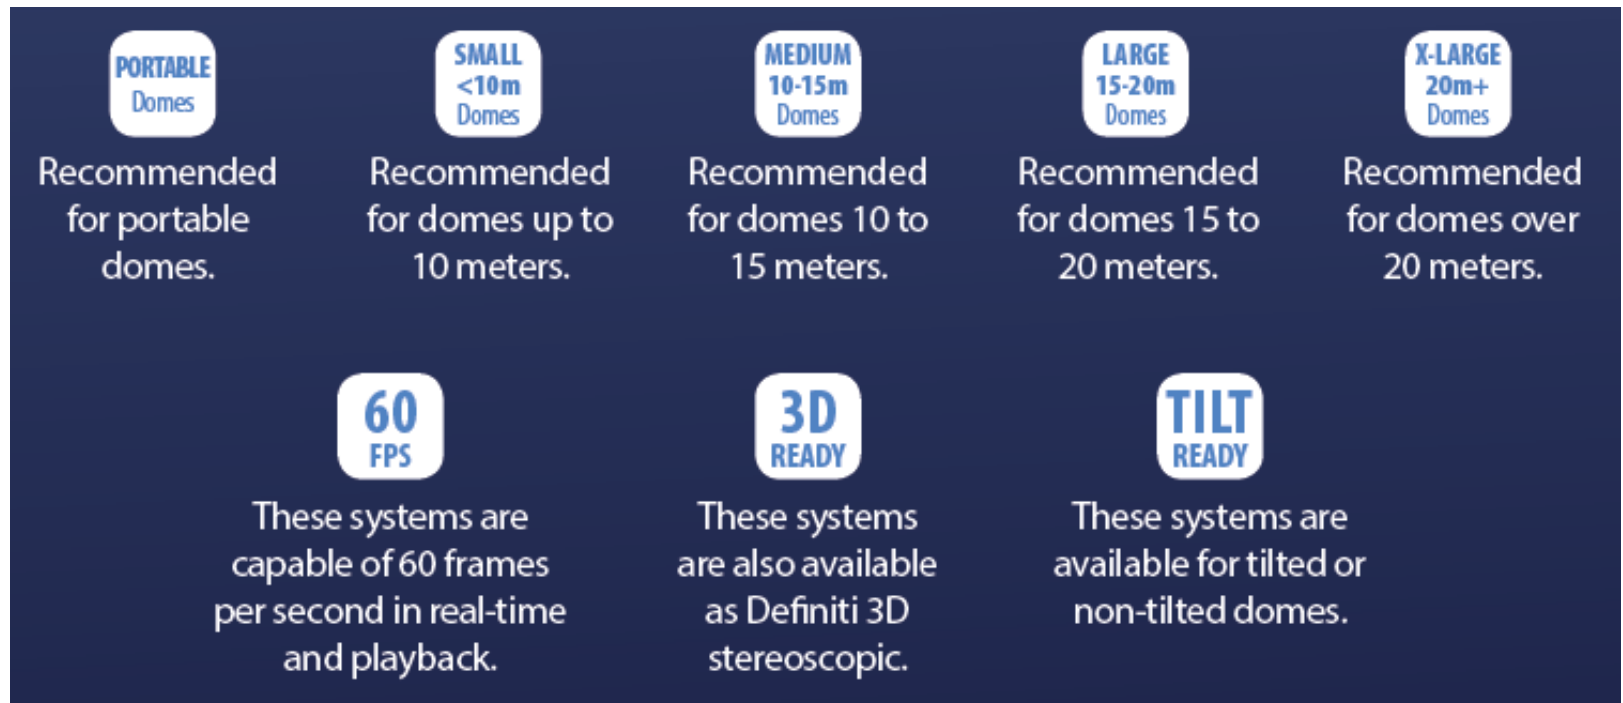 PORTABLE
Domes
Recommended
for portable
domes.
SMALL
<10m
Domes
Recommended
for domes up to
10 meters.
MEDIUM
10-15m
Domes
Recommended
for domes 10 to
15 meters.
LARGE
15-20m
Domes
Recommended
for domes 15 to
20 meters.
X-LARGE
20m+
Domes
Recommended
for domes over
20 meters.
60
FPS
These systems are
capable of 60 frames
per second in real-time
and playback.
3D
READY
These systems
are also available
as Definiti 3D
stereoscopic.
TILT
READY
These systems are
available for tilted or
non-tilted domes.